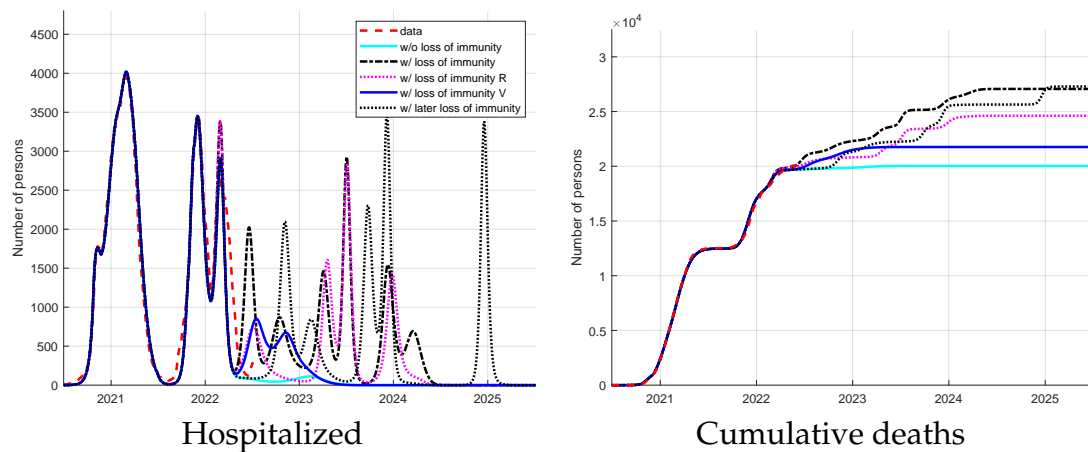 4500
4000
3500
3000
2500
2000
1500
1000
500
0
Number of persons
data
w/o loss of immunity
w/ loss of immunity
w/ loss of immunity R
w/ loss of immunity V
w/ later loss of immunity
2021
2022
2023
2024
2025
Hospitalized
×10⁴
3
2.5
2
1.5
1
0.5
0
Number of persons
2021
2022
2023
2024
2025
Cumulative deaths